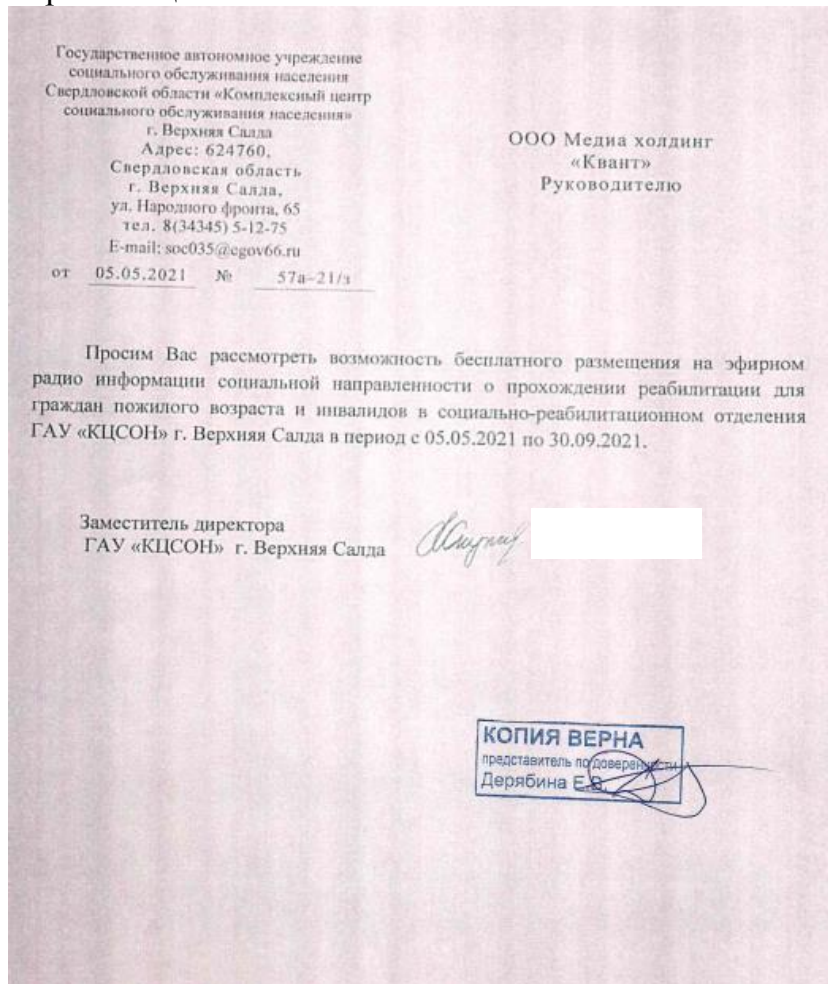 Государственное автономное учреждение
социального обслуживания населения
Свердловской области «Комплексный центр
социального обслуживания населения»
г. Верхняя Салда
Адрес: 624760,
Свердловская область
г. Верхняя Салда,
ул. Народного фронта, 65
тел. 8(34345) 5-12-75
E-mail: soc035@egov66.ru
от 05.05.2021 № 57а-21/з
ООО Медиа холдинг
«Квант»
Руководителю
Просим Вас рассмотреть возможность бесплатного размещения на эфирном
радио информации социальной направленности о прохождении реабилитации для
граждан пожилого возраста и инвалидов в социально-реабилитационном отделения
ГАУ «КЦСОН» г. Верхняя Салда в период с 05.05.2021 по 30.09.2021.
Заместитель директора
ГАУ «КЦСОН» г. Верхняя Салда
КОПИЯ ВЕРНА
представитель по доверенности
Дерябина Е.В.